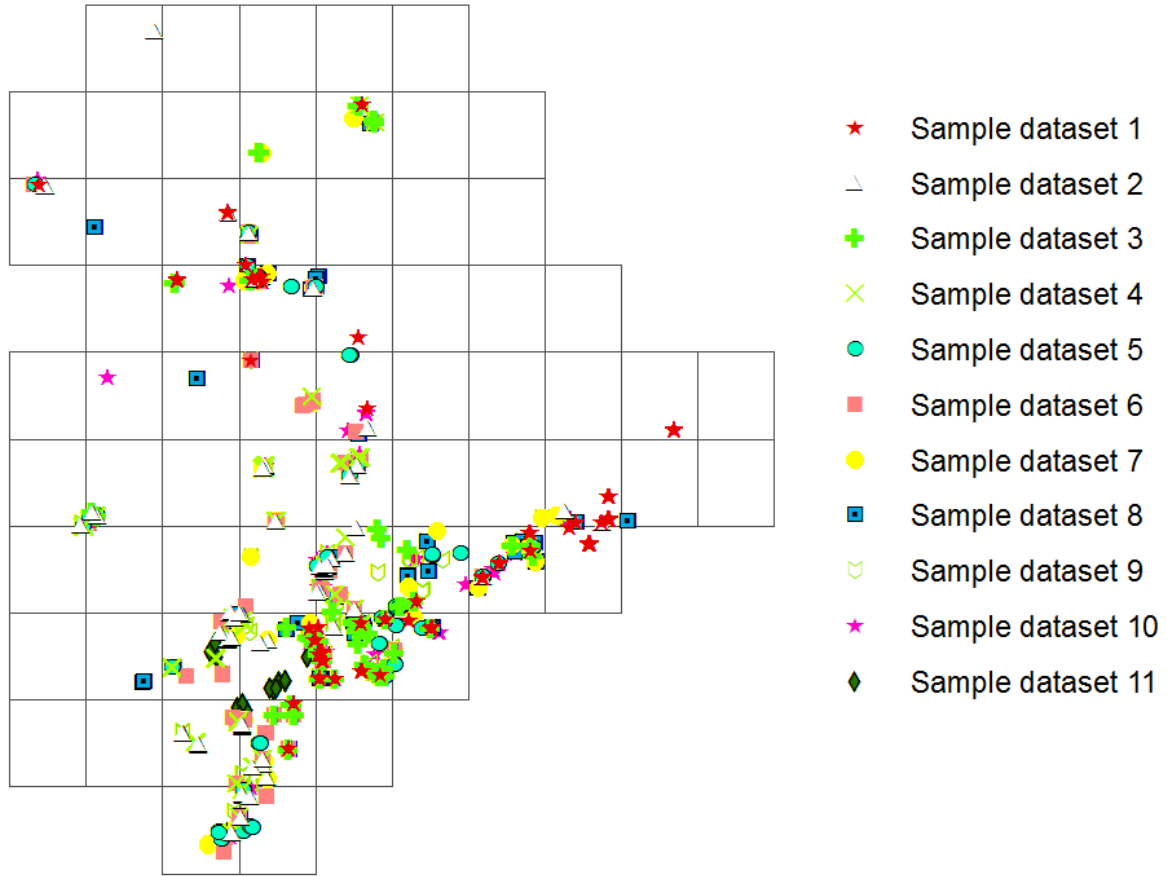 Sample dataset 1
Sample dataset 2
Sample dataset 3
Sample dataset 4
Sample dataset 5
Sample dataset 6
Sample dataset 7
Sample dataset 8
Sample dataset 9
Sample dataset 10
Sample dataset 11